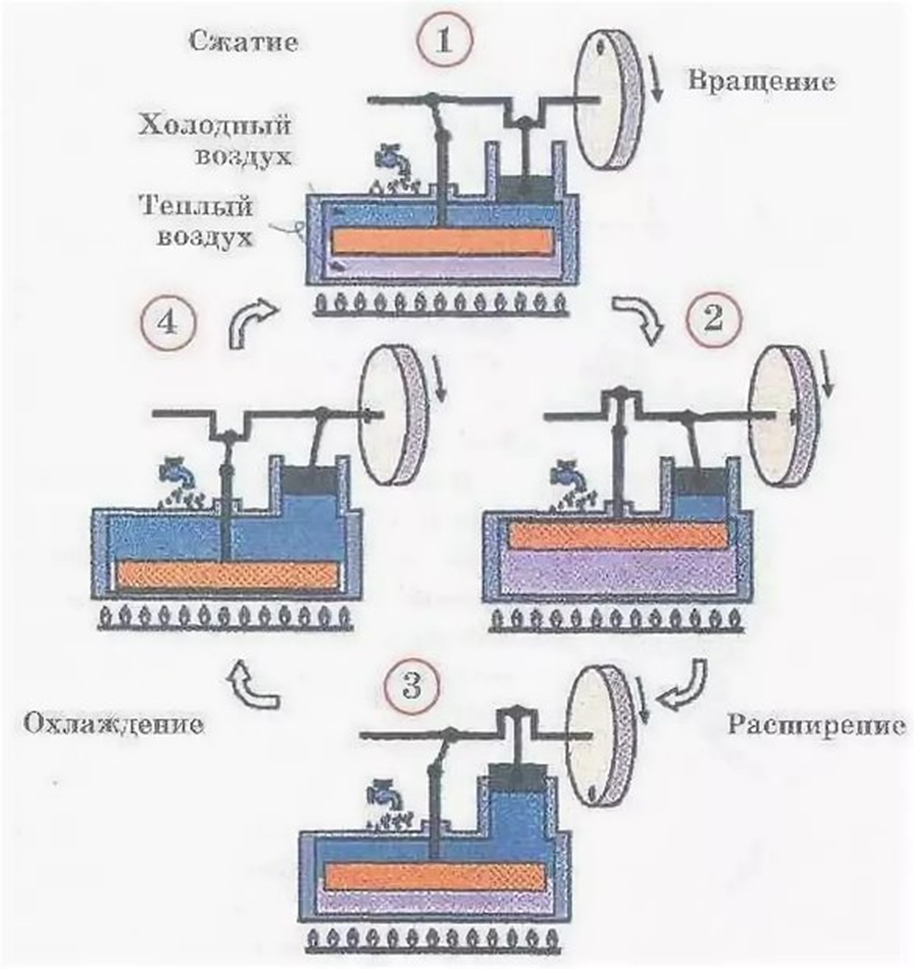 Сжатие
1
Вращение
Холодный
воздух
Теплый
воздух
4
2
3
Охлаждение
Расширение